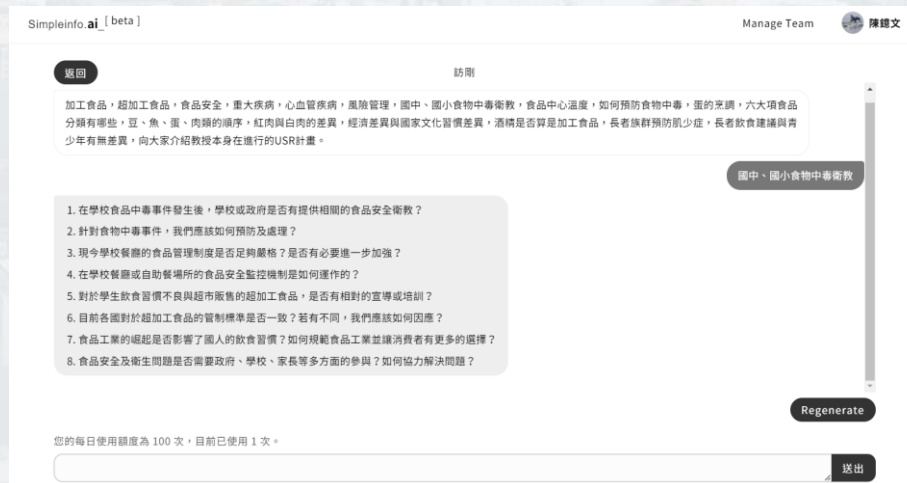 Simpleinfo.ai_[ beta ]
Manage Team
陳鐿文
返回
訪剛
加工食品，超加工食品，食品安全，重大疾病，心血管疾病，風險管理，國中、國小食物中毒衛教，食品中心溫度，如何預防食物中毒，蛋的烹調，六大項食品
分類有哪些，豆、魚、蛋、肉類的順序，紅肉與白肉的差異，經濟差異與國家文化習慣差異，酒精是否算是加工食品，長者族群預防肌少症，長者飲食建議與青
少年有無差異，向大家介紹教授本身在進行的USR計畫。
國中、國小食物中毒衛教
1. 在學校食品中毒事件發生後，學校或政府是否有提供相關的食品安全衛教？
2. 針對食物中毒事件，我們應該如何預防及處理？
3. 現今學校餐廳的食品管理制度是否足夠嚴格？是否有必要進一步加強？
4. 在學校餐廳或自助餐場所的食品安全監控機制是如何運作的？
5. 對於學生飲食習慣不良與超市販售的超加工食品，是否有相對的宣導或培訓？
6. 目前各國對於超加工食品的管制標準是否一致？若有不同，我們應該如何因應？
7. 食品工業的崛起是否影響了國人的飲食習慣？如何規範食品工業並讓消費者有更多的選擇？
8. 食品安全及衛生問題是否需要政府、學校、家長等多方面的參與？如何協力解決問題？
Regenerate
您的每日使用額度為 100 次，目前已使用 1 次。
送出